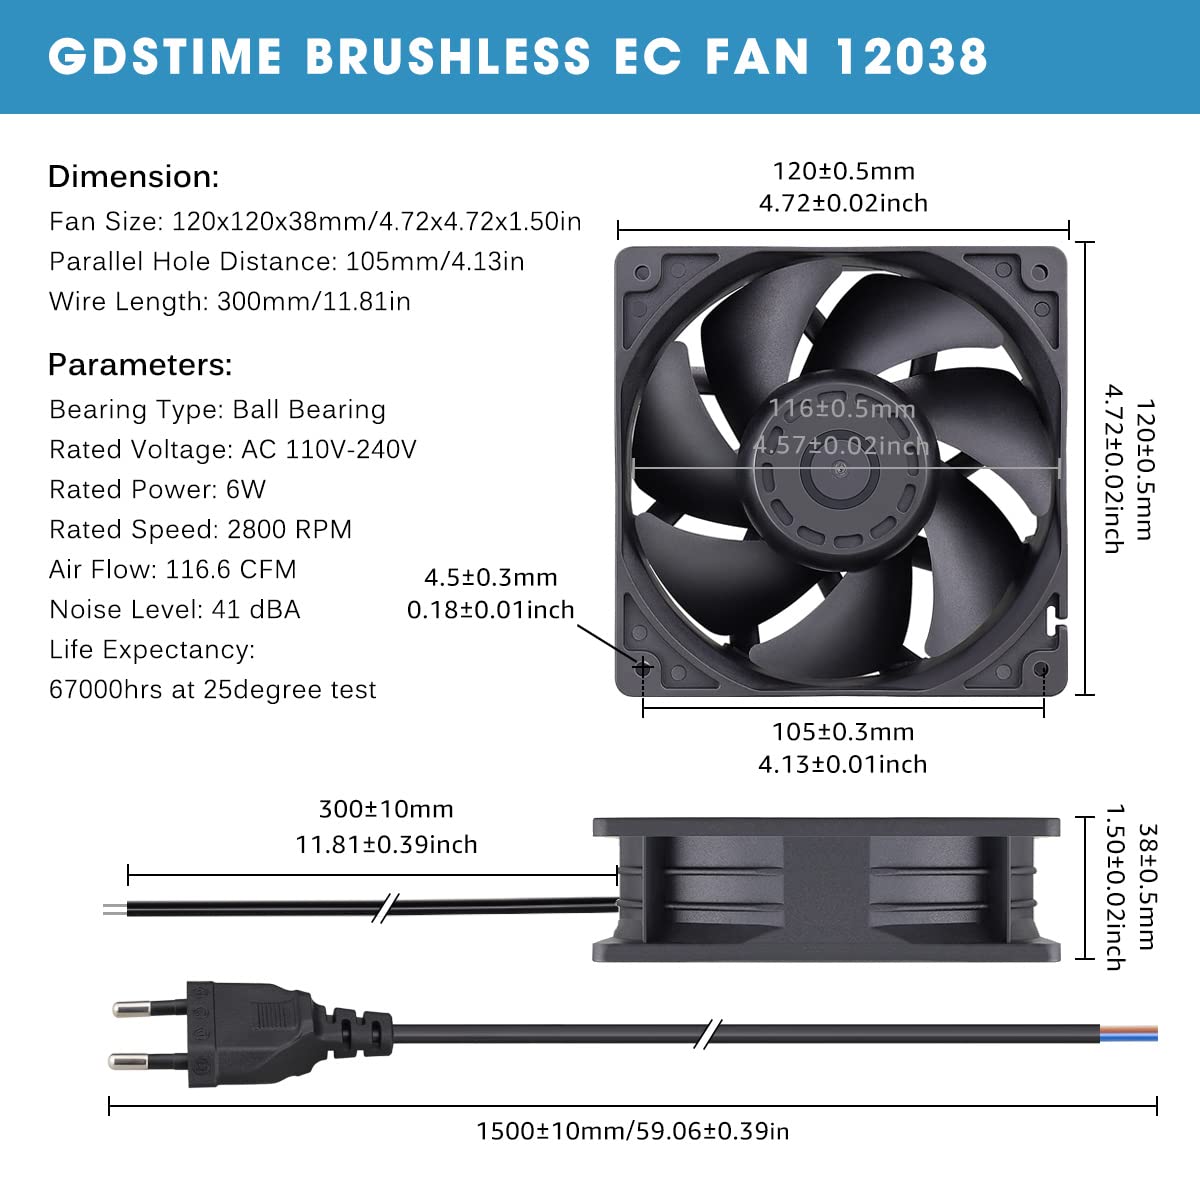 GDSTIME BRUSHLESS EC FAN 12038
Dimension:
Fan Size: 120x120x38mm/4.72x4.72x1.50in
Parallel Hole Distance: 105mm/4.13in
Wire Length: 300mm/11.81in
Parameters:
Bearing Type: Ball Bearing
Rated Voltage: AC 110V-240V
Rated Power: 6W
Rated Speed: 2800 RPM
Air Flow: 116.6 CFM
Noise Level: 41 dBA
Life Expectancy:
67000hrs at 25degree test
120±0.5mm
4.72±0.02inch
116±0.5mm
4.57±0.02inch
120±0.5mm
4.72±0.02inch
4.5±0.3mm
0.18±0.01inch
105±0.3mm
4.13±0.01inch
300±10mm
11.81±0.39inch
38±0.5mm
1.50±0.02inch
1500±10mm/59.06±0.39in